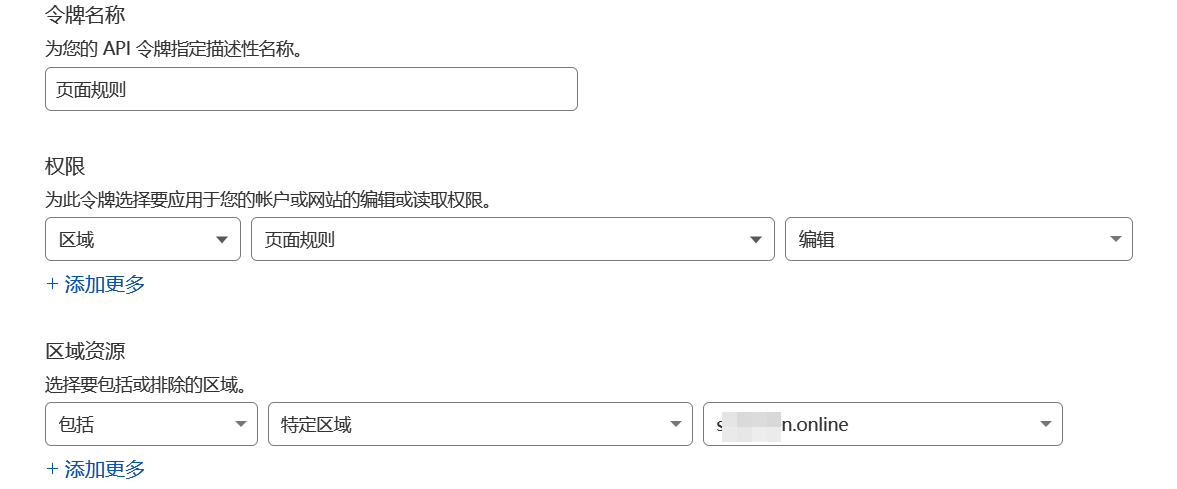 令牌名称
为您的 API 令牌指定描述性名称。
页面规则
权限
为此令牌选择要应用于您的帐户或网站的编辑或读取权限。
区域 页面规则 编辑
+ 添加更多
区域资源
选择要包括或排除的区域。
包括 特定区域 n.online
+ 添加更多